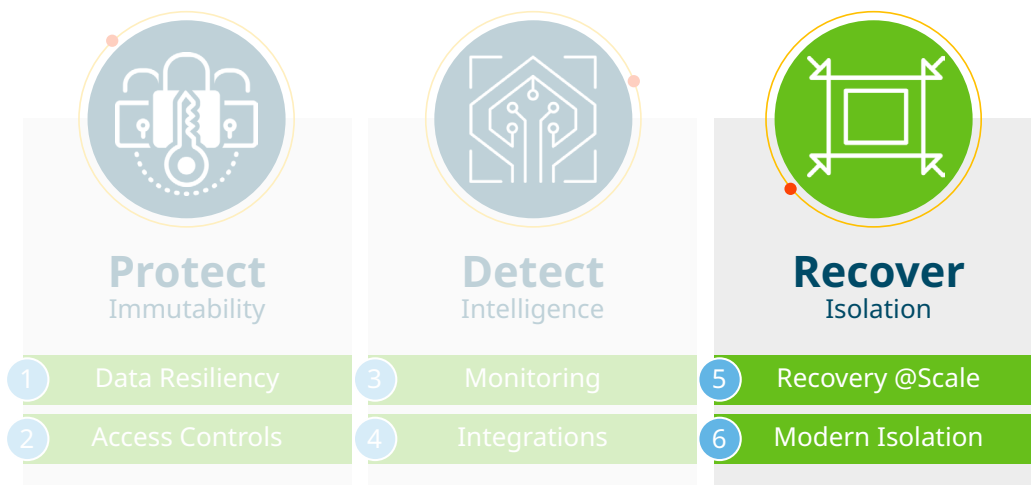 Protect
Immutability
1 Data Resiliency
2 Access Controls
Detect
Intelligence
3 Monitoring
4 Integrations
Recover
Isolation
5 Recovery @Scale
6 Modern Isolation